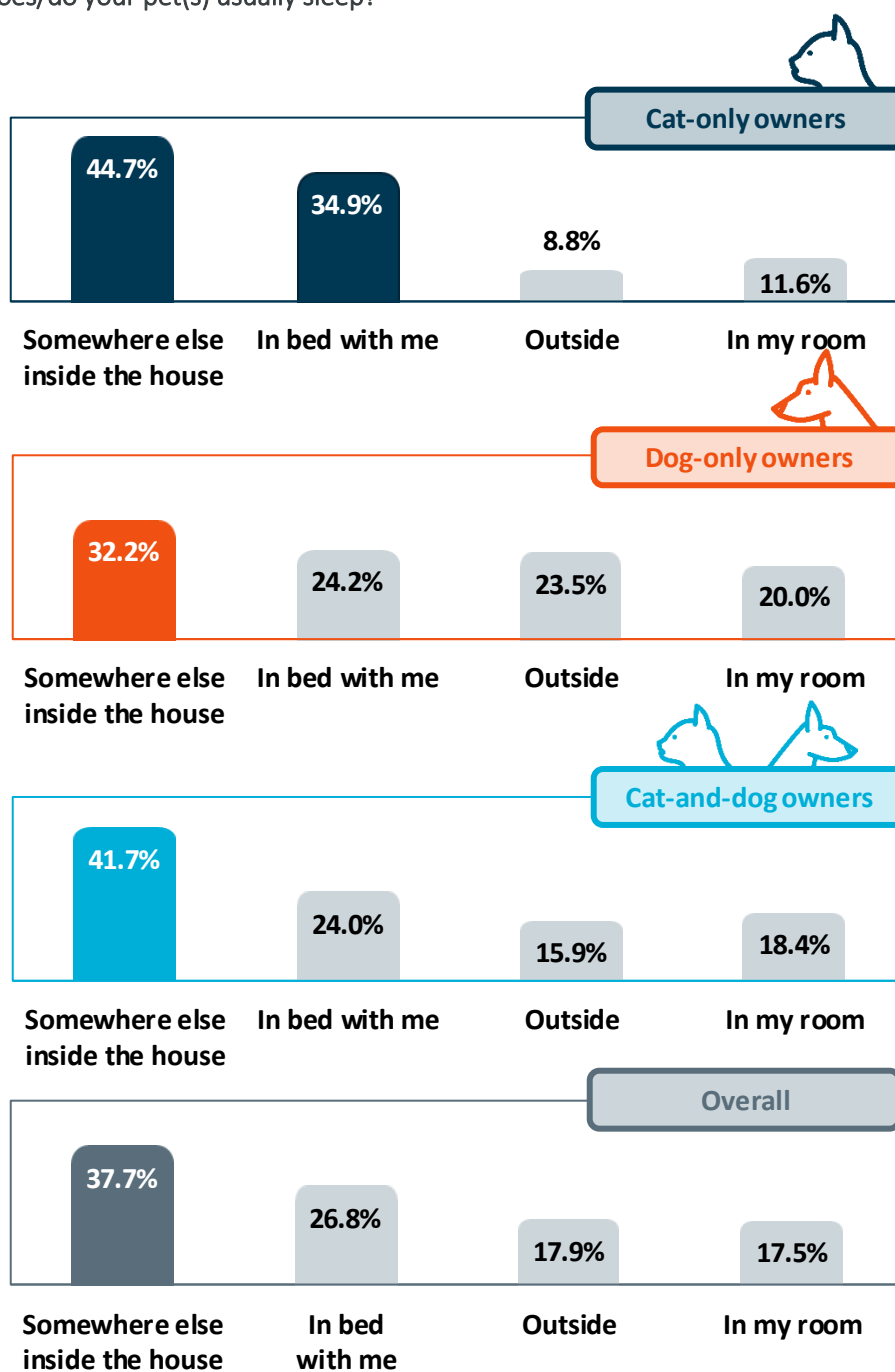 do your pet(s) usually sleep?
Cat-only owners
44.7%
34.9%
8.8%
11.6%
Somewhere else
inside the house
In bed with me
Outside
In my room
Dog-only owners
32.2%
24.2%
23.5%
20.0%
Somewhere else
inside the house
In bed with me
Outside
In my room
Cat-and-dog owners
41.7%
24.0%
15.9%
18.4%
Somewhere else
inside the house
In bed with me
Outside
In my room
Overall
37.7%
26.8%
17.9%
17.5%
Somewhere else
inside the house
In bed
with me
Outside
In my room